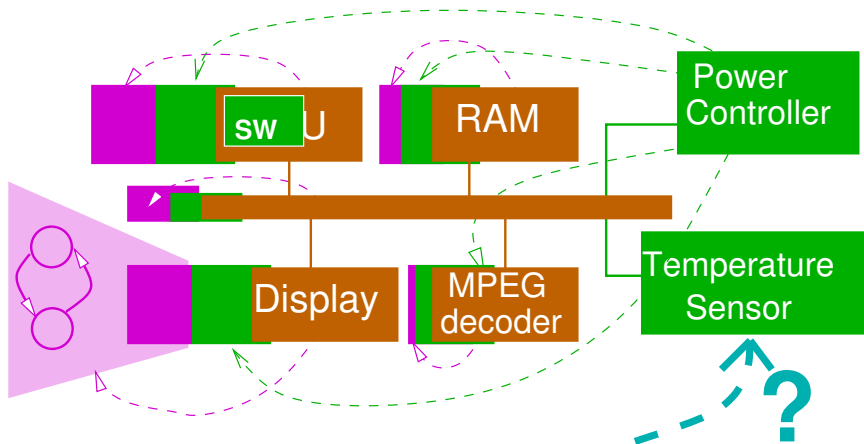 Power
Controller
sw
U
RAM
Temperature
Sensor
Display
MPEG
decoder
?